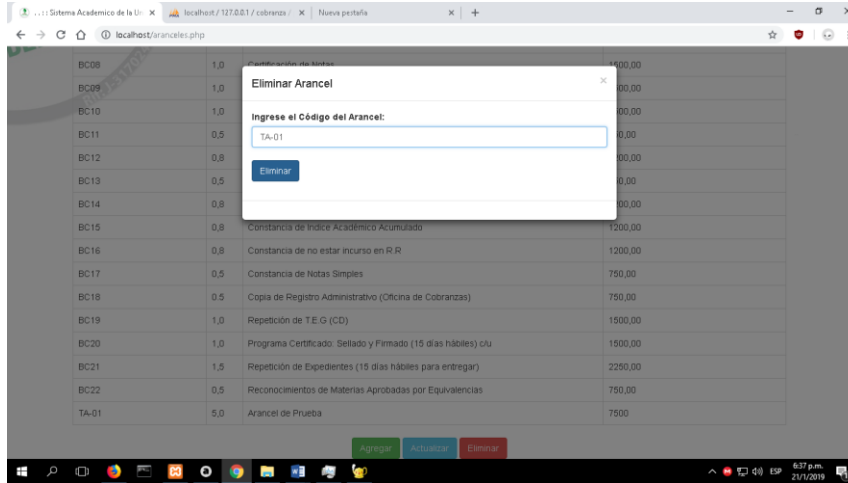 ....:: Sistema Academico de la Un
localhost / 127.0.0.1 / cobranza /
Nueva pestaña
localhost/aranceles.php
BC08 1,0 Certificación de Notas 1500,00
BC09 1,0
BC10 1,0
BC11 0,5
BC12 0,8
BC13 0,5
BC14 0,8
Eliminar Arancel ×
Ingrese el Código del Arancel:
TA-01
Eliminar
BC15 0,8 Constancia de Indice Académico Acumulado 1200,00
BC16 0,8 Constancia de no estar incurso en R.R 1200,00
BC17 0,5 Constancia de Notas Simples 750,00
BC18 0.5 Copia de Registro Administrativo (Oficina de Cobranzas) 750,00
BC19 1,0 Repetición de T.E.G (CD) 1500,00
BC20 1,0 Programa Certificado: Sellado y Firmado (15 días hábiles) c/u 1500,00
BC21 1,5 Repetición de Expedientes (15 días hábiles para entregar) 2250,00
BC22 0,5 Reconocimientos de Materias Aprobadas por Equivalencias 750,00
TA-01 5,0 Arancel de Prueba 7500
Agregar Actualizar Eliminar
ESP
6:37 p.m.
21/1/2019